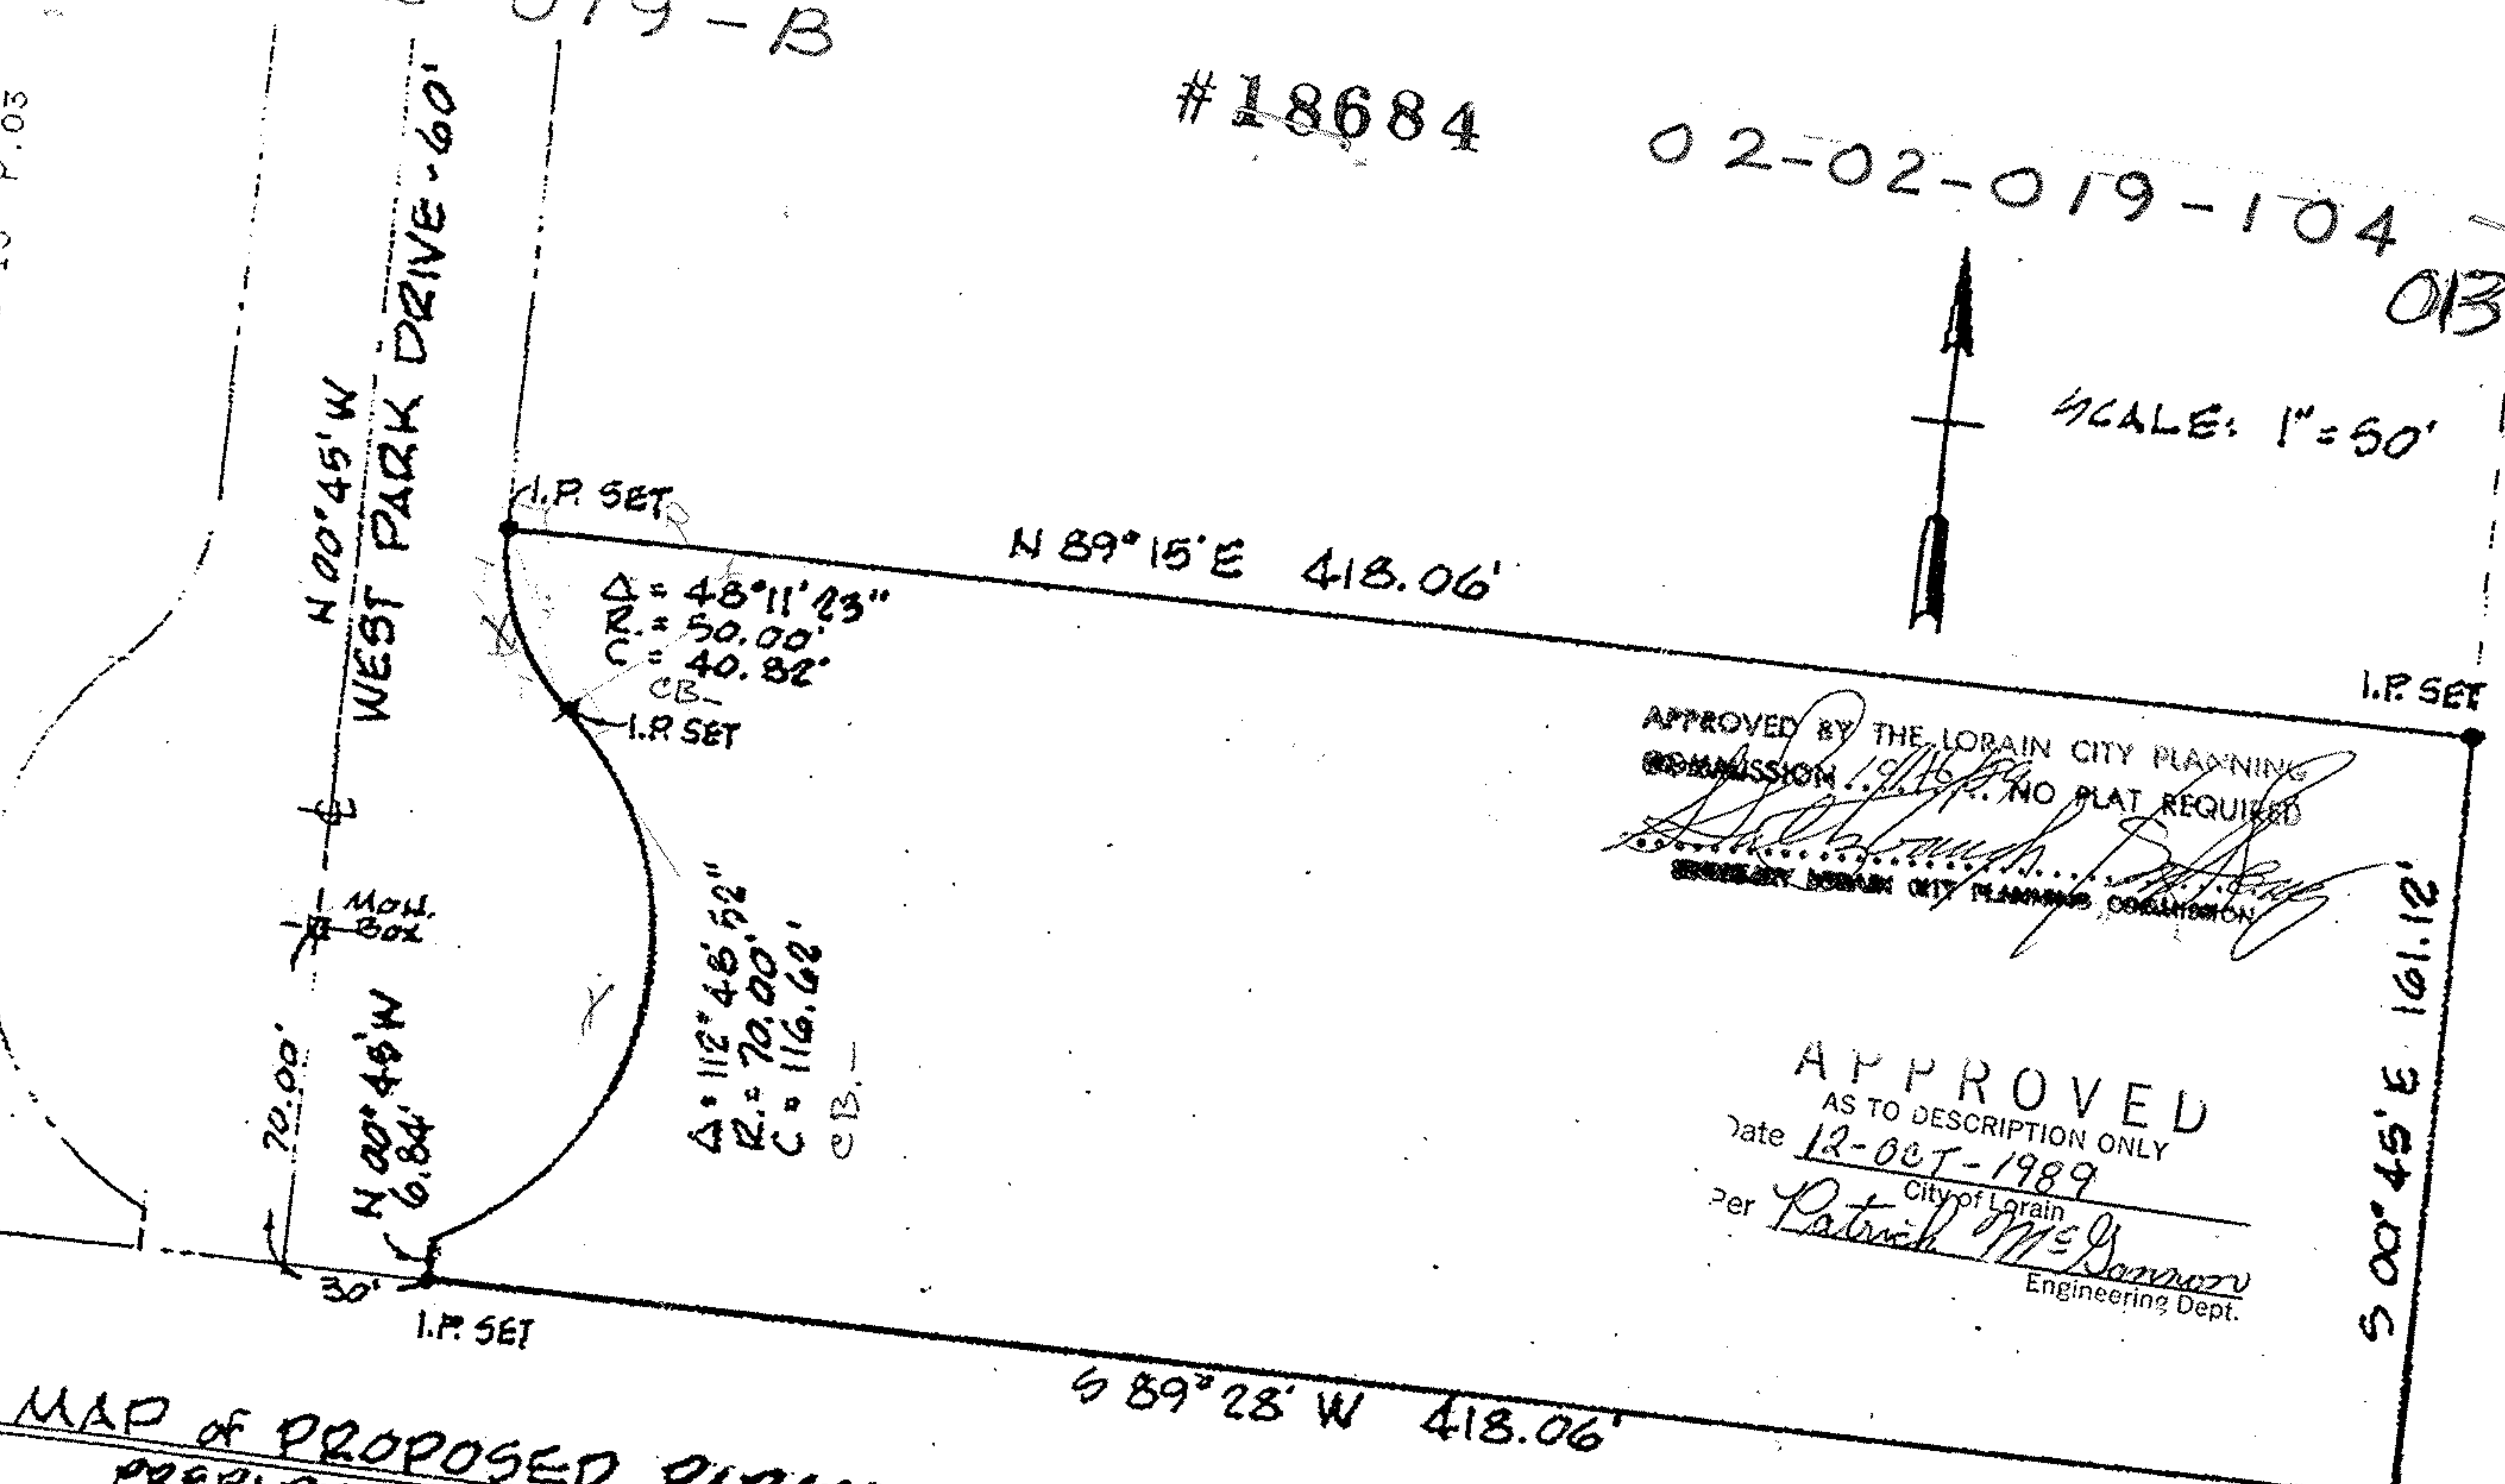 019-B
#18684
02-02-019-104
SCALE: 1"=50'
WEST PARK DRIVE-60'
N 00°45'W
I.P. SET
N 89°15'E 418.06'
Δ = 48°11'23"
R. = 50.00'
C = 40.82'
CB-
I.P. SET
I.P. SET
APPROVED BY THE LORAIN CITY PLANNING
COMMISSION NO PLAT REQUIRED
LORAIN CITY PLANNING COMMISSION
MON.
BOX
70.00'
N 00°45'W
6.84'
Δ = 112°48'52"
R. = 70.00'
C = 116.62'
CB.-
S 00°45'E 161.12'
APPROVED
AS TO DESCRIPTION ONLY
Date 12-OCT-1989
City of Lorain
Per Patrick McGannon
Engineering Dept.
30'
I.P. SET
S 89°28'W 418.06'
MAP of PROPOSED